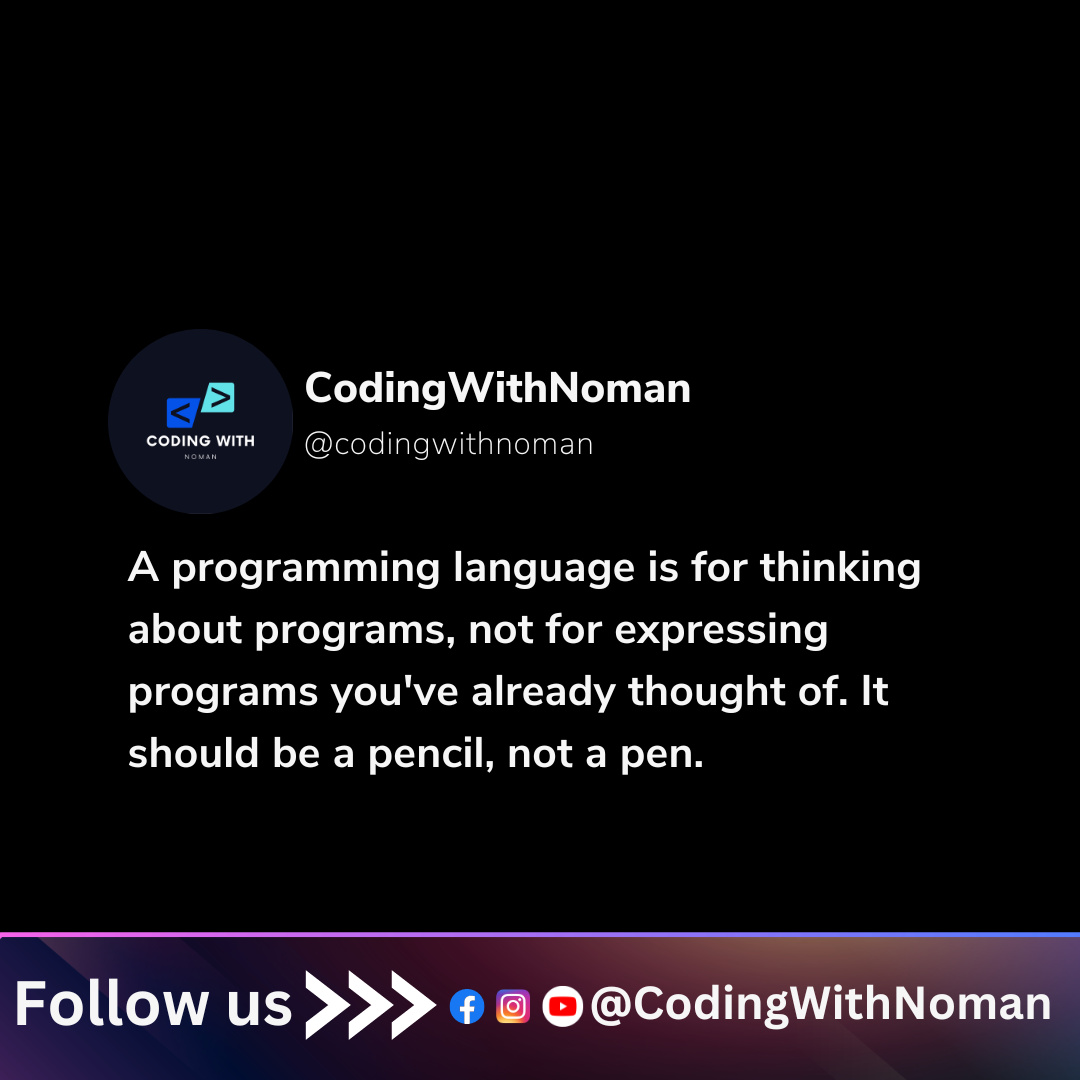 CodingWithNoman
@codingwithnoman
< >
CODING WITH
NOMAN
A programming language is for thinking
about programs, not for expressing
programs you've already thought of. It
should be a pencil, not a pen.
Follow us @CodingWithNoman